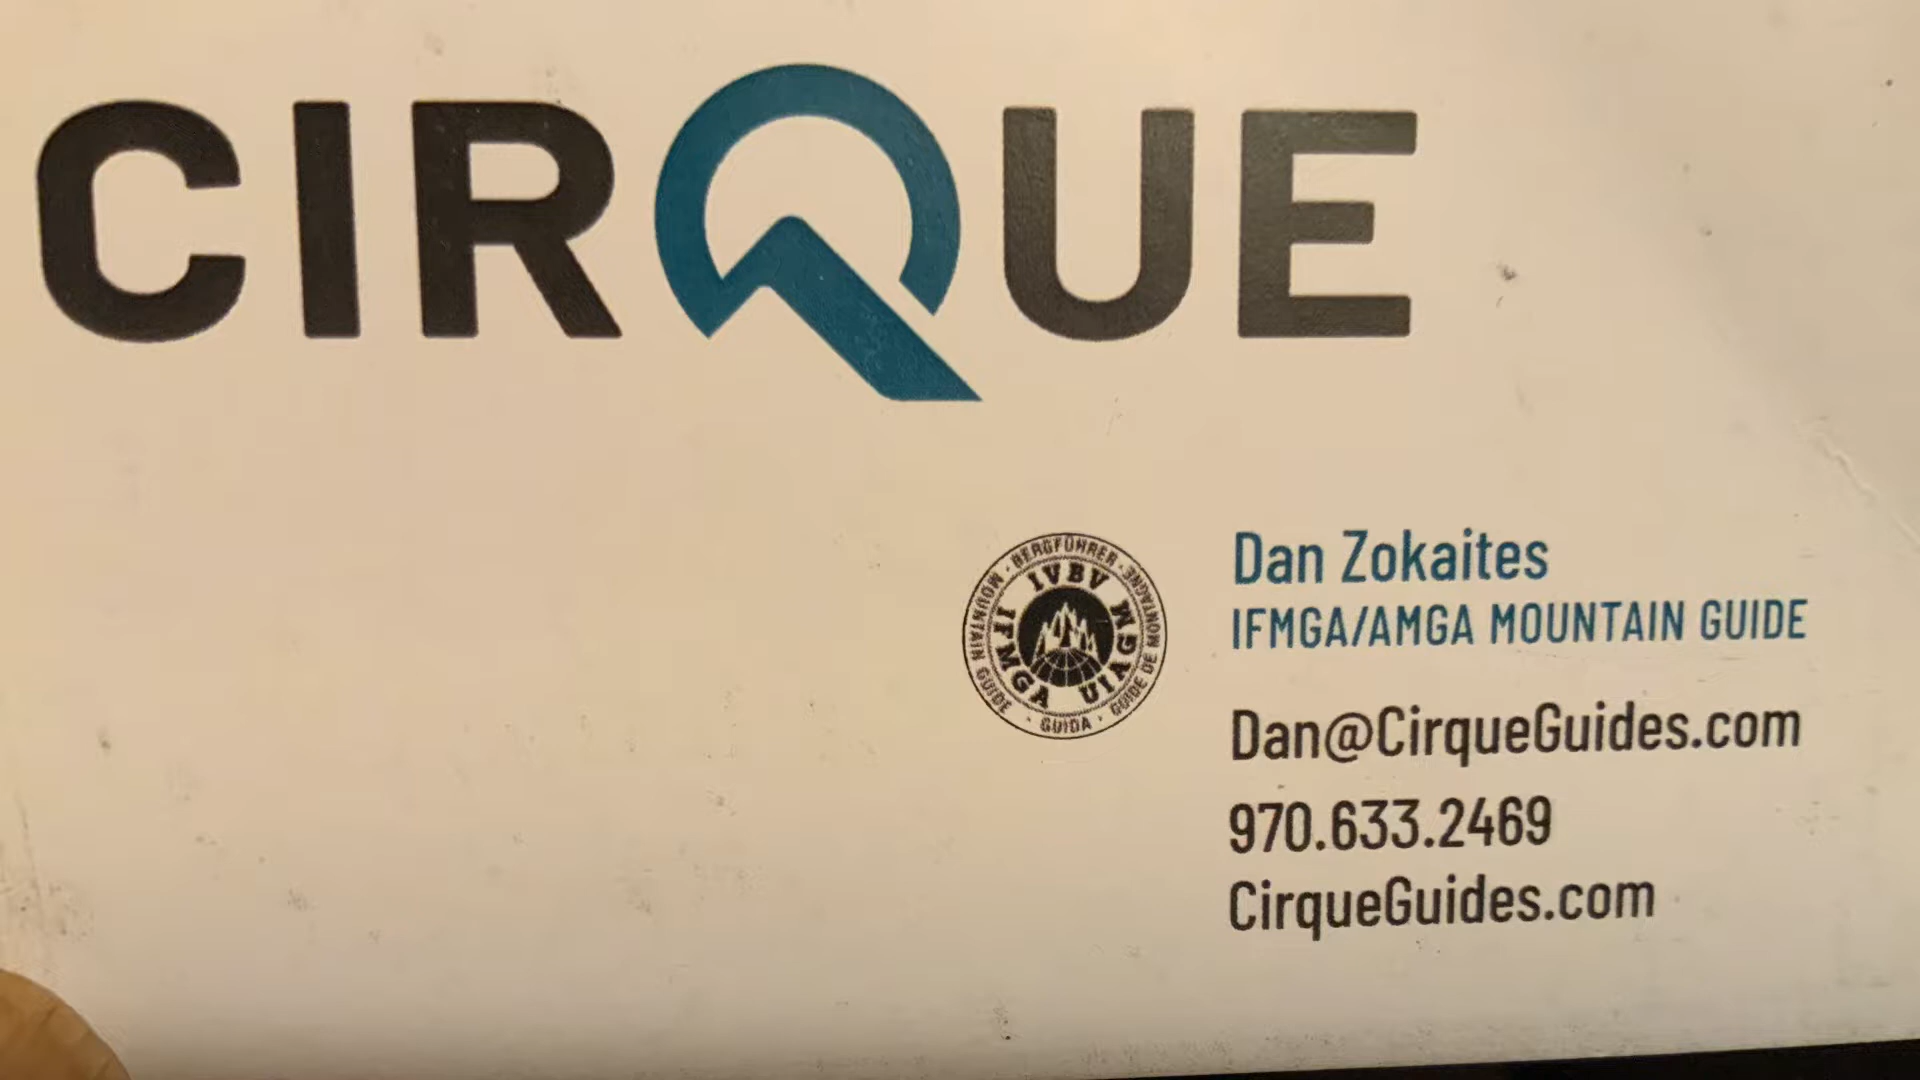 CIRQUE
BERGFÜHRER · GUIDE DE MONTAGNE · GUIDA · MOUNTAIN GUIDE ·
IVBV UIAGM IFMGA
Dan Zokaites
IFMGA/AMGA MOUNTAIN GUIDE
Dan@CirqueGuides.com
970.633.2469
CirqueGuides.com